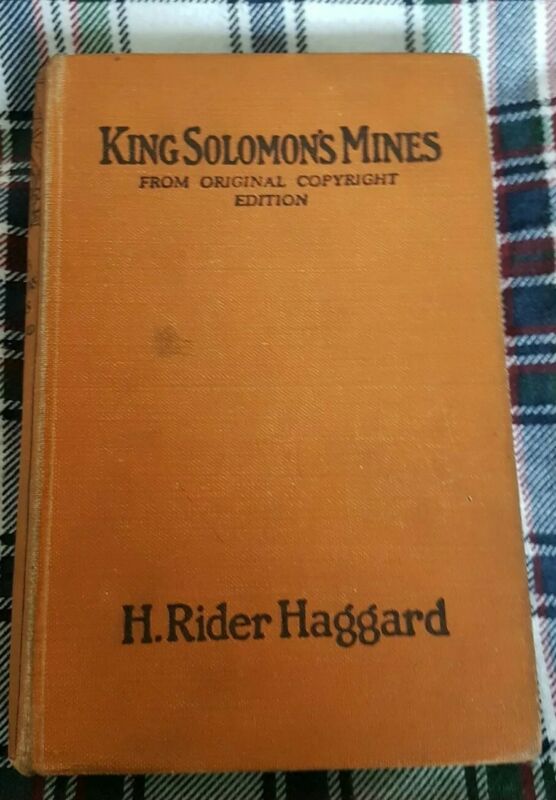 KING SOLOMON'S MINES
FROM ORIGINAL COPYRIGHT
EDITION
H. Rider Haggard